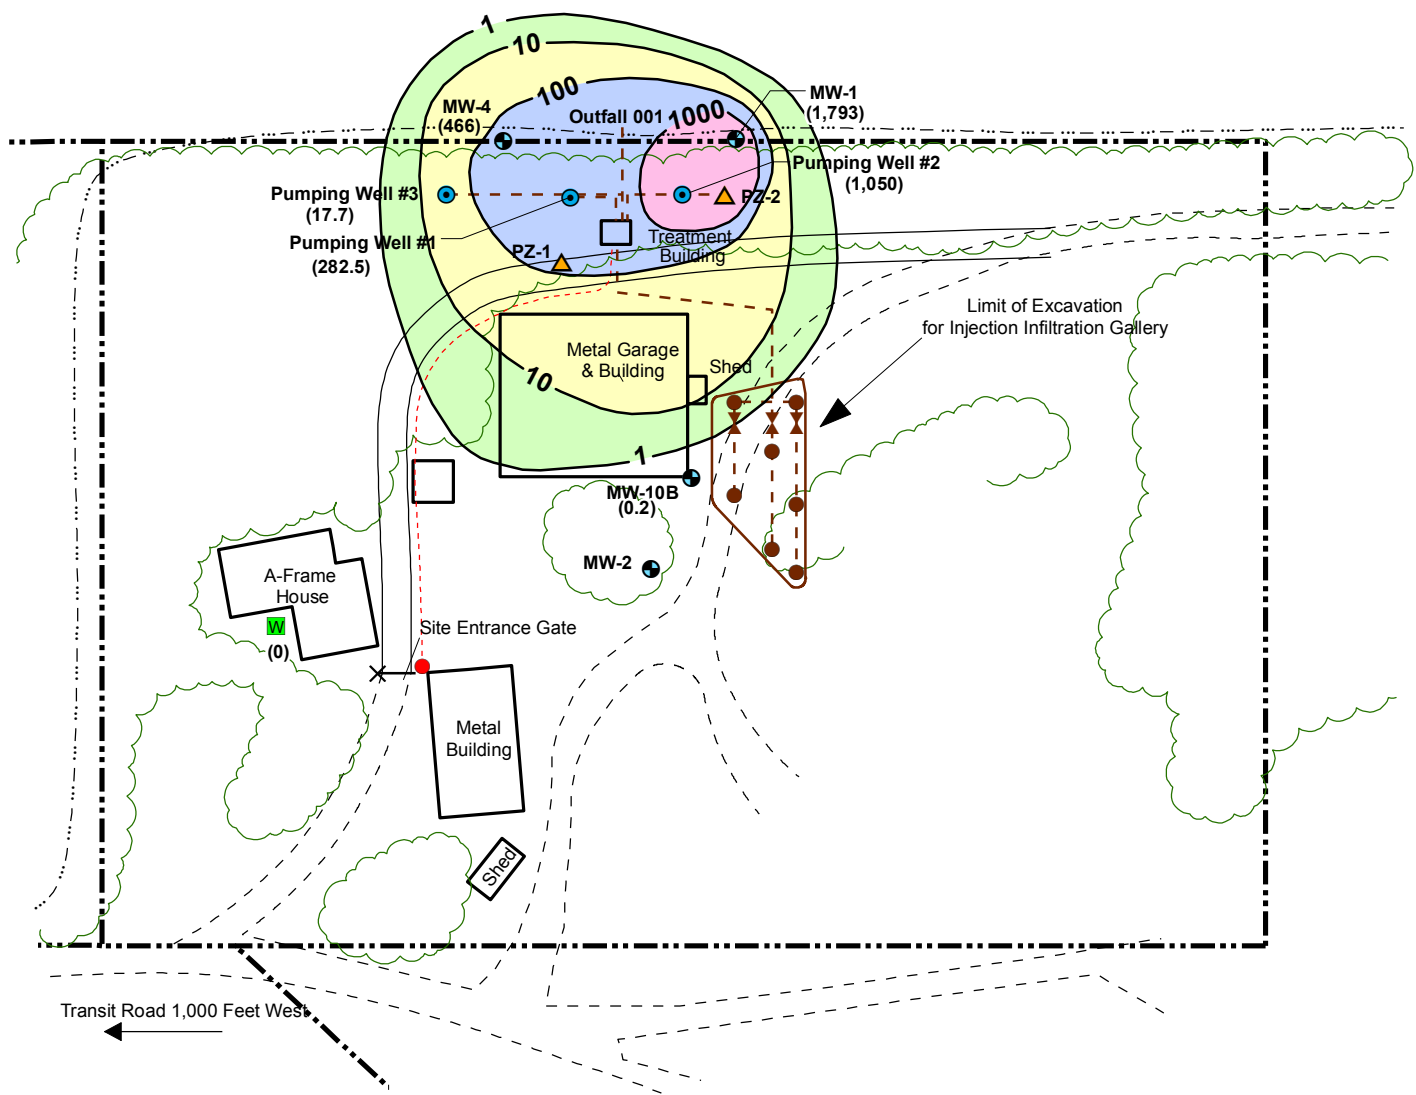 1
10
100
1000
MW-1
(1,793)
MW-4
(466)
Outfall 001
Pumping Well #2
(1,050)
Pumping Well #3
(17.7)
PZ-2
Pumping Well #1
(282.5)
PZ-1
Treatment
Building
Limit of Excavation
for Injection Infiltration Gallery
Metal Garage
& Building
Shed
10
1
MW-10B
(0.2)
MW-2
A-Frame
House
W
(0)
Site Entrance Gate
Metal
Building
Shed
Transit Road 1,000 Feet West